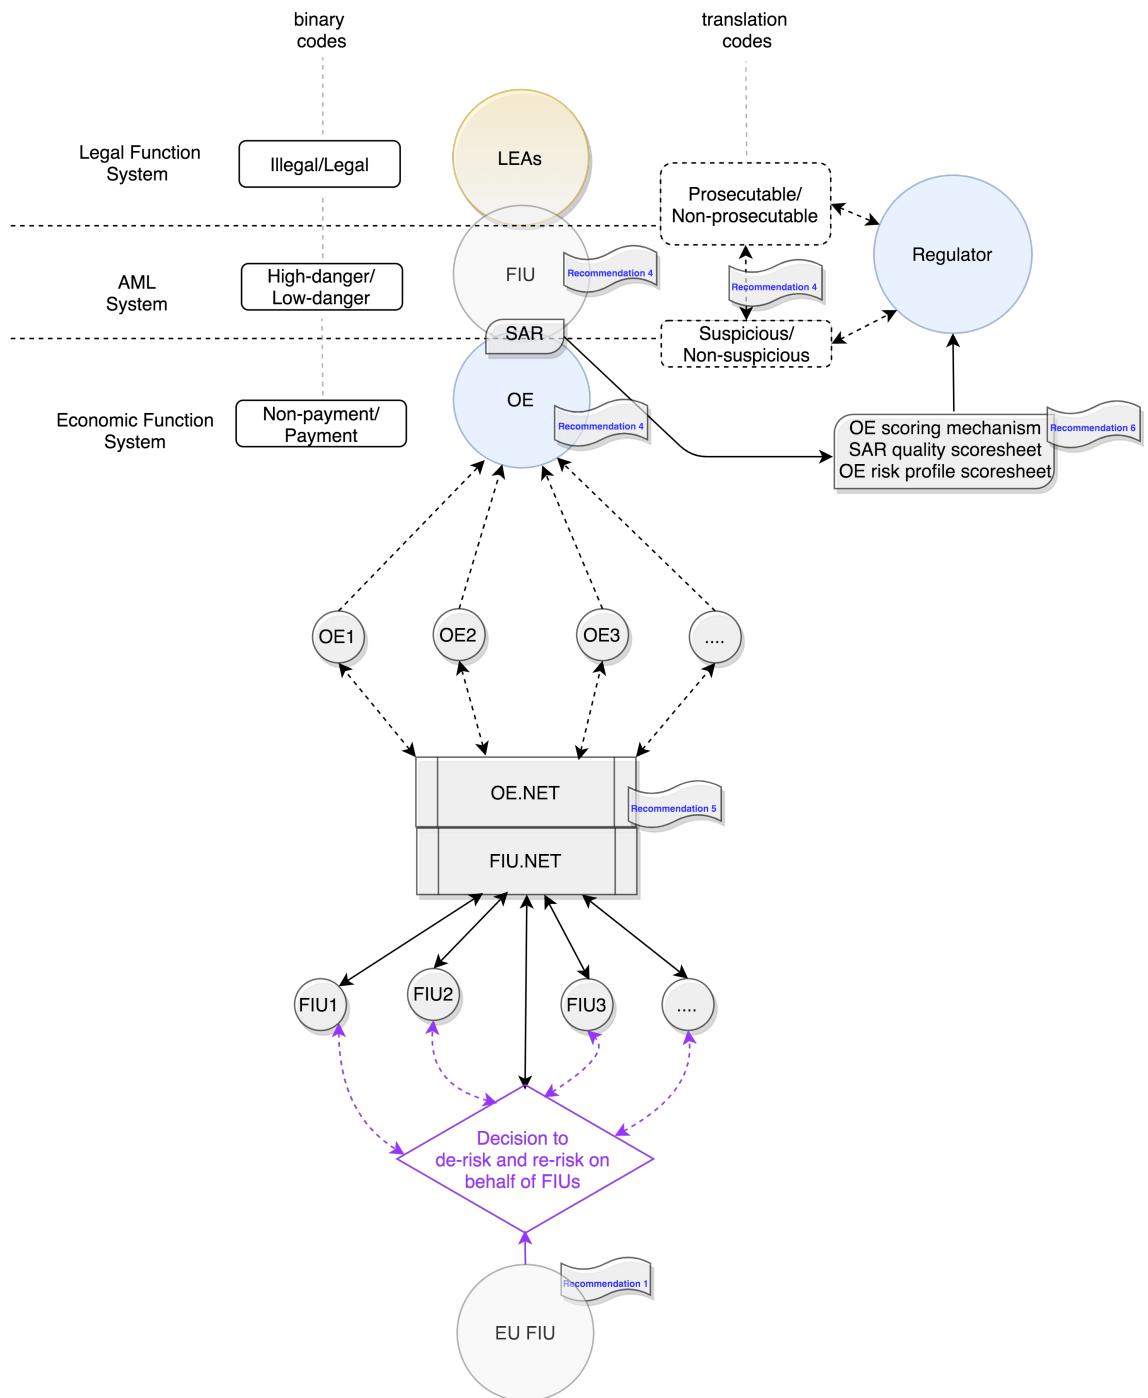 binary
codes
translation
codes
Legal Function
System
Illegal/Legal
LEAs
Prosecutable/
Non-prosecutable
Regulator
AML
System
High-danger/
Low-danger
FIU
Recommendation 4
Recommendation 4
SAR
Suspicious/
Non-suspicious
Economic Function
System
Non-payment/
Payment
OE
Recommendation 4
OE scoring mechanism
SAR quality scoresheet
OE risk profile scoresheet
Recommendation 6
OE1
OE2
OE3
....
OE.NET
Recommendation 5
FIU.NET
FIU1
FIU2
FIU3
....
Decision to
de-risk and re-risk on
behalf of FIUs
Recommendation 1
EU FIU